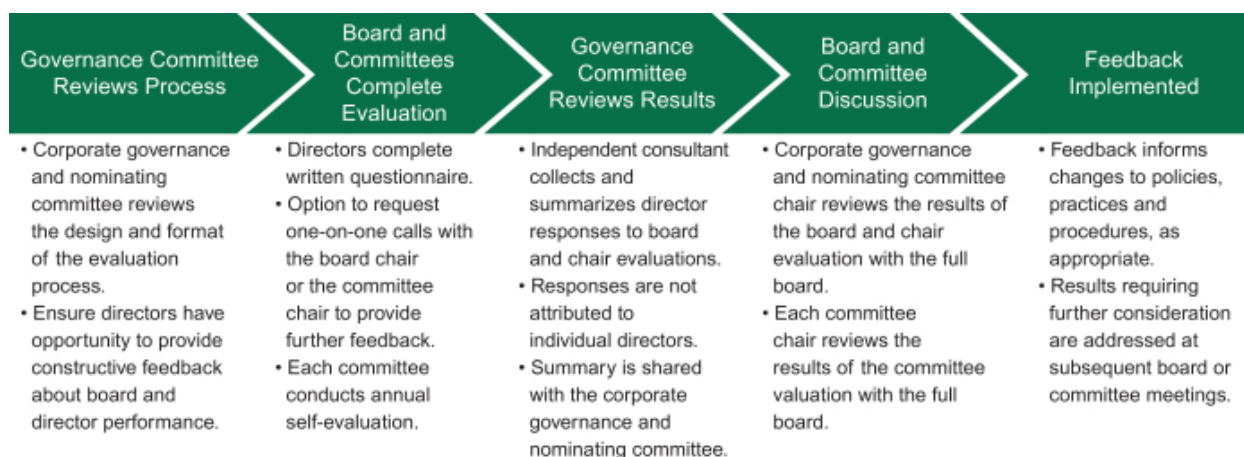 Governance Committee
Reviews Process
Board and
Committees
Complete
Evaluation
Governance
Committee
Reviews Results
Board and
Committee
Discussion
Feedback
Implemented
• Corporate governance
and nominating
committee reviews
the design and format
of the evaluation
process.
• Ensure directors have
opportunity to provide
constructive feedback
about board and
director performance.
• Directors complete
written questionnaire.
• Option to request
one-on-one calls with
the board chair
or the committee
chair to provide
further feedback.
• Each committee
conducts annual
self-evaluation.
• Independent consultant
collects and
summarizes director
responses to board
and chair evaluations.
• Responses are not
attributed to
individual directors.
• Summary is shared
with the corporate
governance and
nominating committee.
• Corporate governance
and nominating committee
chair reviews the results of
the board and chair
evaluation with the full
board.
• Each committee
chair reviews the
results of the committee
valuation with the full
board.
• Feedback informs
changes to policies,
practices and
procedures, as
appropriate.
• Results requiring
further consideration
are addressed at
subsequent board or
committee meetings.